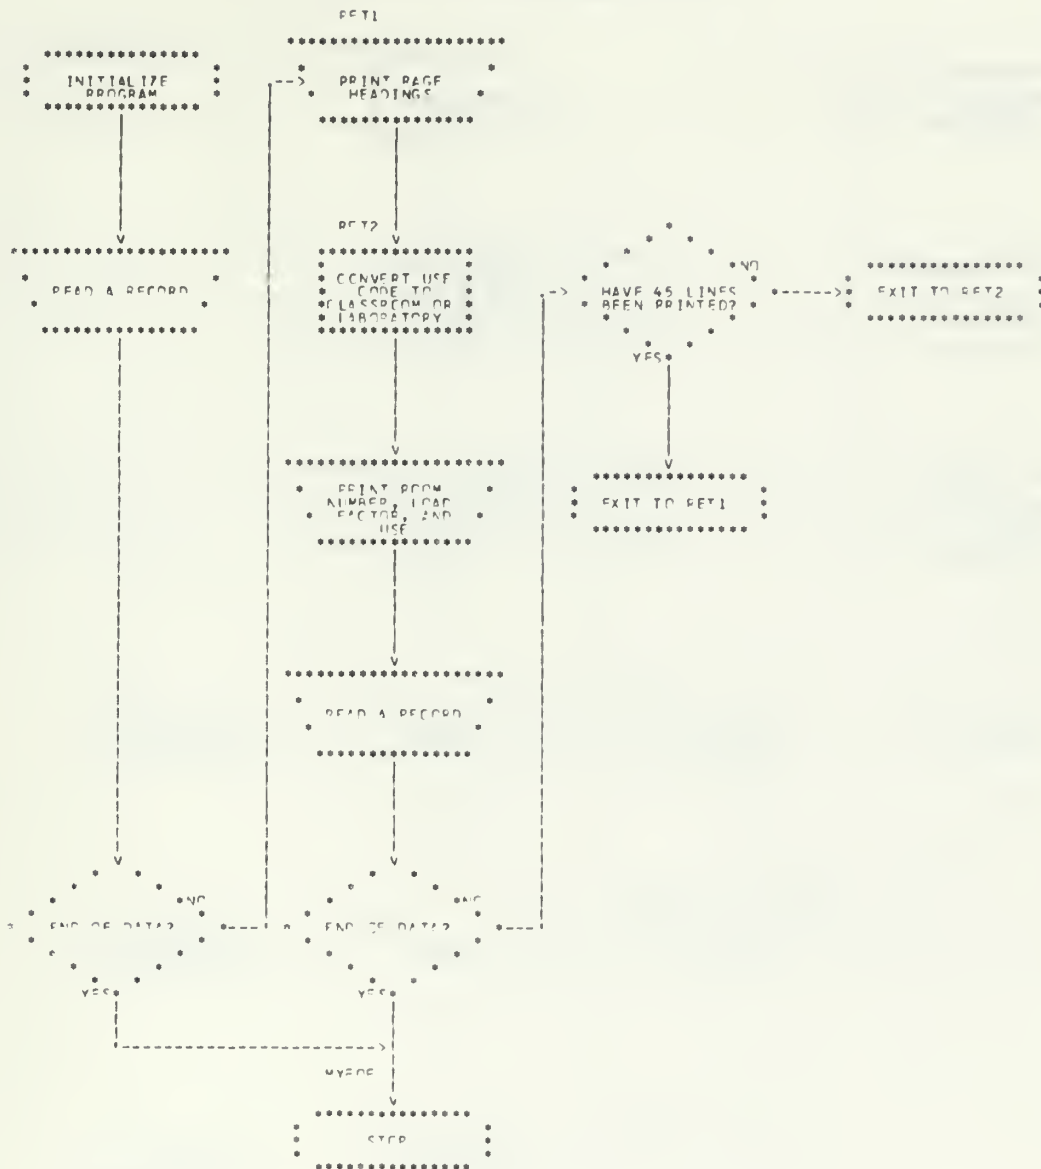 RET1
INITIALIZE
PROGRAM
PRINT PAGE
HEADINGS
RET2
READ A RECORD
CONVERT USE
CODE TO
CLASSROOM OR
LABORATORY
NO
HAVE 45 LINES
BEEN PRINTED?
EXIT TO RET2
YES
PRINT ROOM
NUMBER, LOAD
FACTOR, AND
USE
EXIT TO RET1
READ A RECORD
NO
END OF DATA?
NO
END OF DATA?
YES
YES
MYEOF
STOP